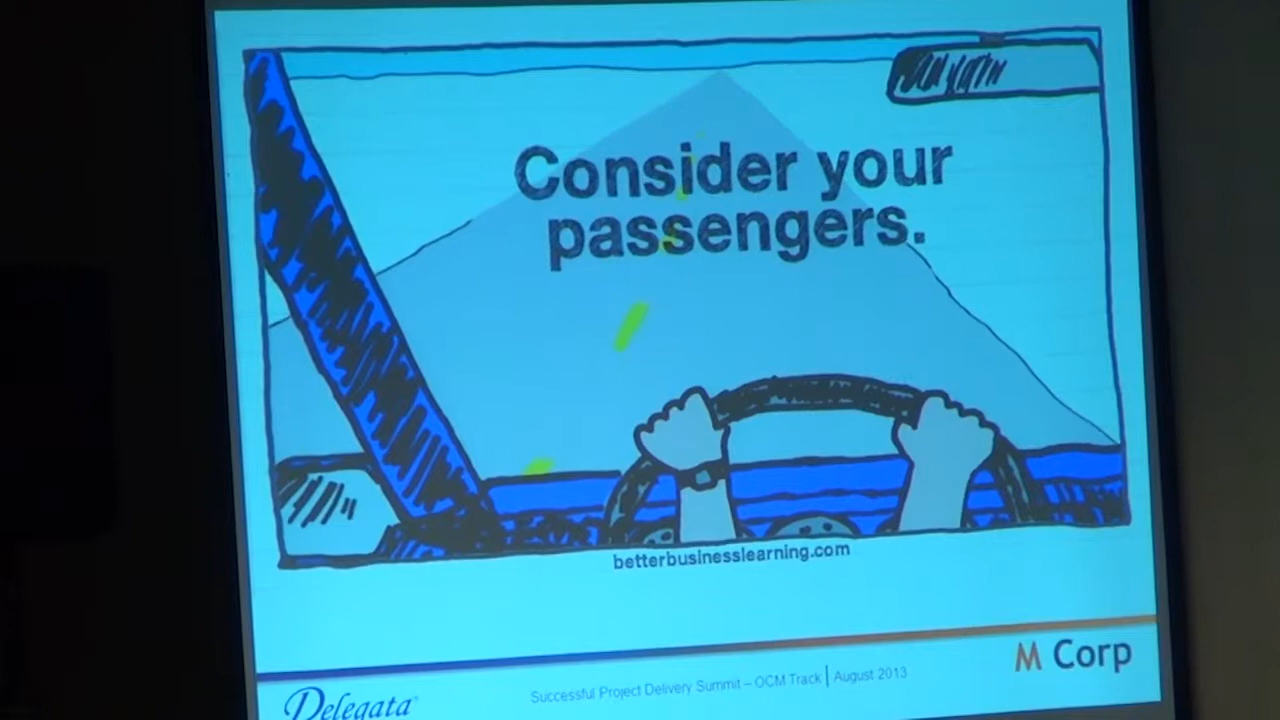 Consider your
passengers.
betterbusinesslearning.com
M Corp
Successful Project Delivery Summit – OCM Track | August 2013
Delegata